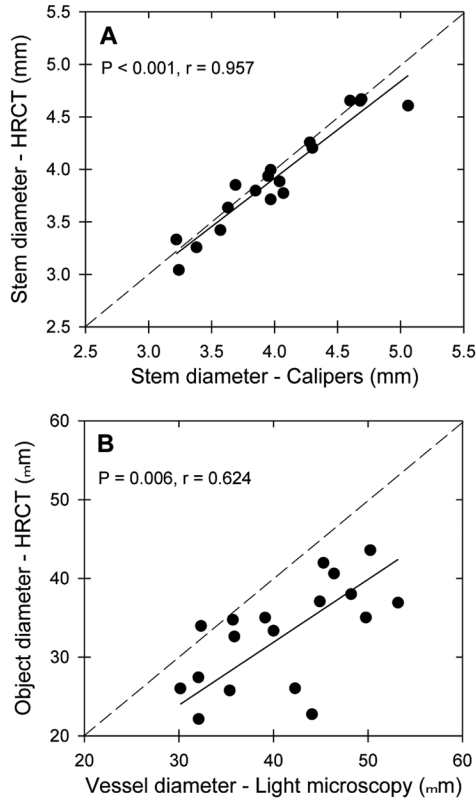 5.5
A
P < 0.001, r = 0.957
5.0
4.5
4.0
3.5
3.0
2.5
Stem diameter - HRCT (mm)
2.5 3.0 3.5 4.0 4.5 5.0 5.5
Stem diameter - Calipers (mm)
60
B
P = 0.006, r = 0.624
50
40
30
20
Object diameter - HRCT (ₘm)
20 30 40 50 60
Vessel diameter - Light microscopy (ₘm)